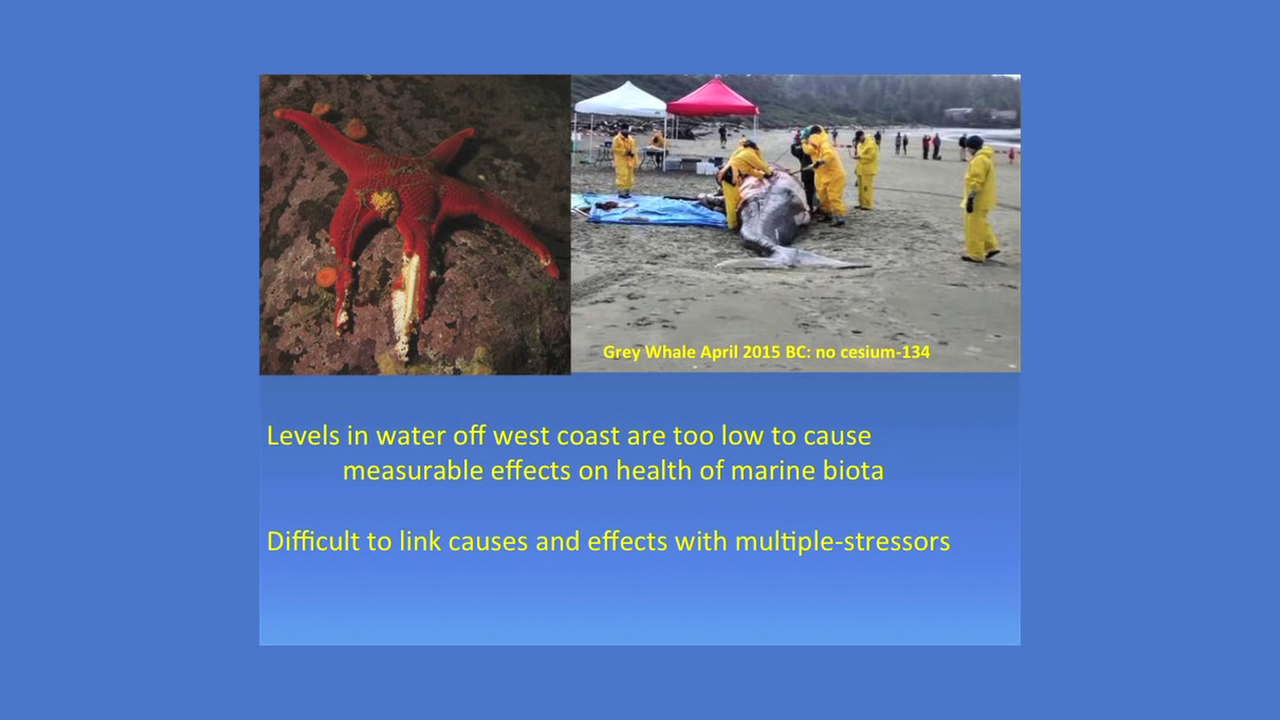 Grey Whale April 2015 BC: no cesium-134
Levels in water off west coast are too low to cause
measurable effects on health of marine biota
Difficult to link causes and effects with multiple-stressors